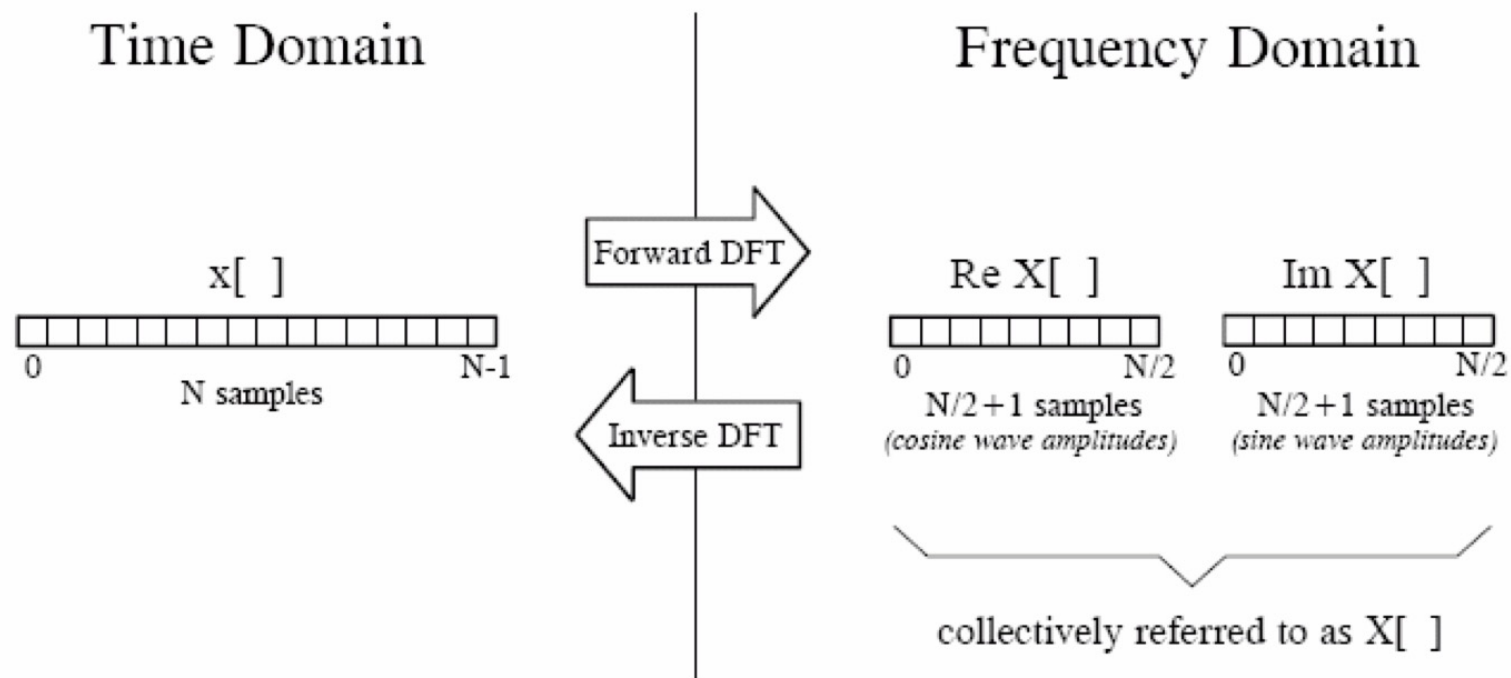 Time Domain
Frequency Domain
Forward DFT
x[ ]
0
N-1
N samples
Inverse DFT
Re X[ ]
0
N/2
N/2+1 samples
(cosine wave amplitudes)
Im X[ ]
0
N/2
N/2+1 samples
(sine wave amplitudes)
collectively referred to as X[ ]